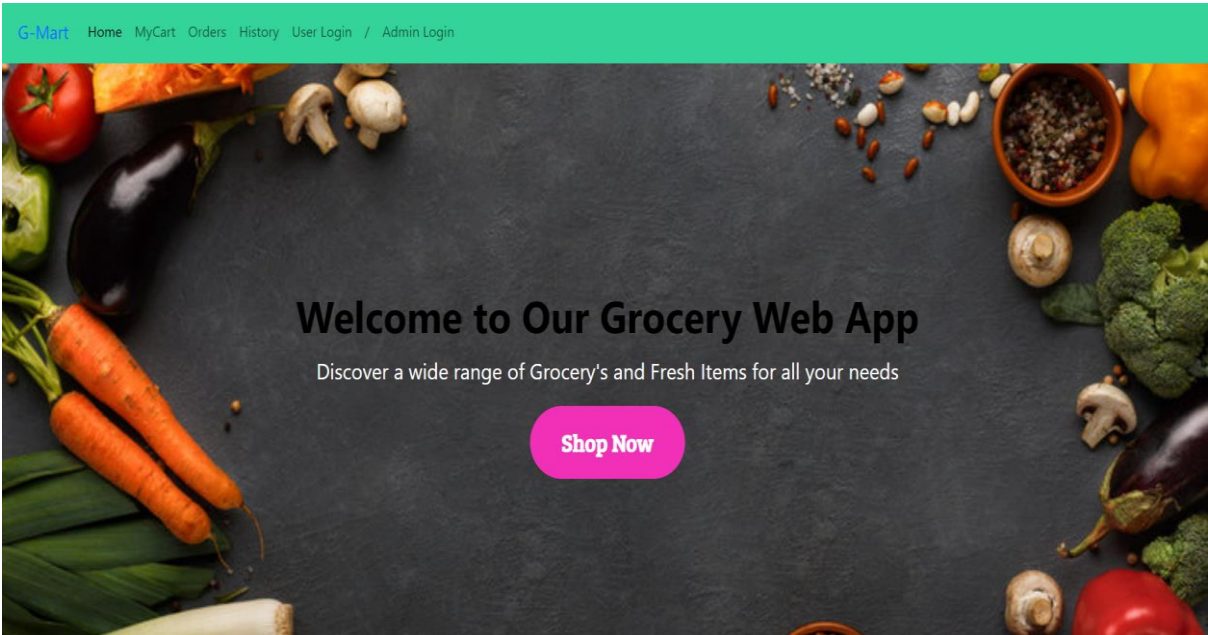 G-Mart Home MyCart Orders History User Login / Admin Login
Welcome to Our Grocery Web App
Discover a wide range of Grocery's and Fresh Items for all your needs
Shop Now